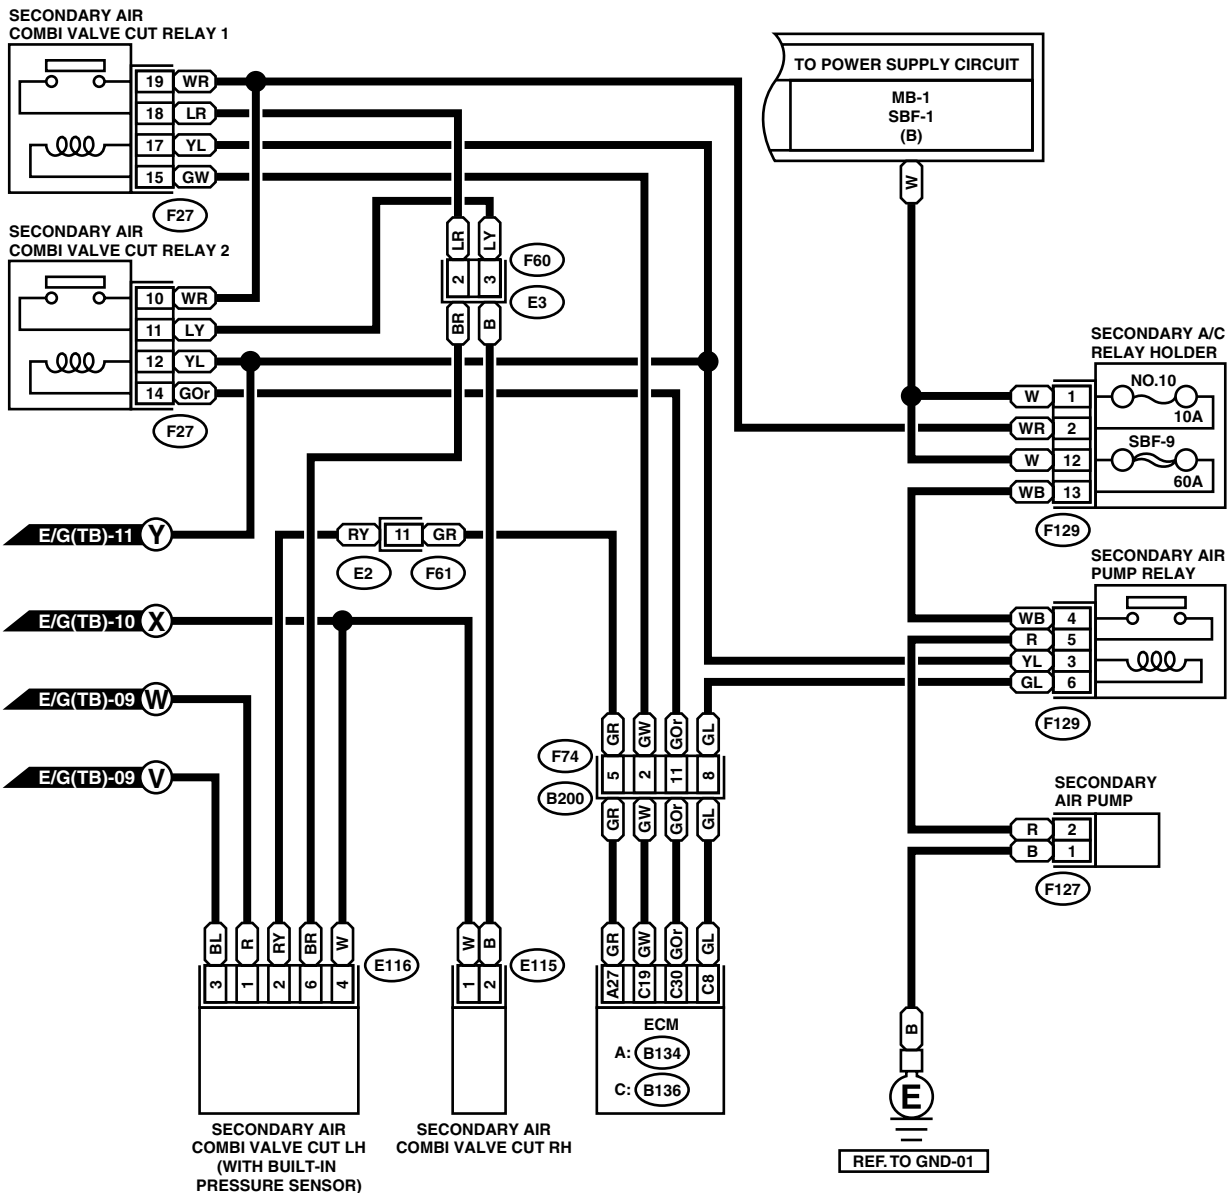 SECONDARY AIR
COMBI VALVE CUT RELAY 1
19 WR
18 LR
17 YL
15 GW
F27
SECONDARY AIR
COMBI VALVE CUT RELAY 2
10 WR
11 LY
12 YL
14 GOr
F27
LR LY
2 3
F60
E3
BR B
TO POWER SUPPLY CIRCUIT
MB-1
SBF-1
(B)
W
SECONDARY A/C
RELAY HOLDER
W 1
NO.10
10A
WR 2
W 12
SBF-9
60A
WB 13
F129
E/G(TB)-11 Y
RY 11 GR
E2 F61
E/G(TB)-10 X
E/G(TB)-09 W
E/G(TB)-09 V
SECONDARY AIR
PUMP RELAY
WB 4
R 5
YL 3
GL 6
F129
GR GW GOr GL
F74
5 2 11 8
B200
GR GW GOr GL
SECONDARY
AIR PUMP
R 2
B 1
F127
BL R RY BR W
3 1 2 6 4
E116
W B
1 2
E115
GR GW GOr GL
A27 C19 C30 C8
ECM
A: B134
C: B136
B
E
REF. TO GND-01
SECONDARY AIR
COMBI VALVE CUT LH
(WITH BUILT-IN
PRESSURE SENSOR)
SECONDARY AIR
COMBI VALVE CUT RH